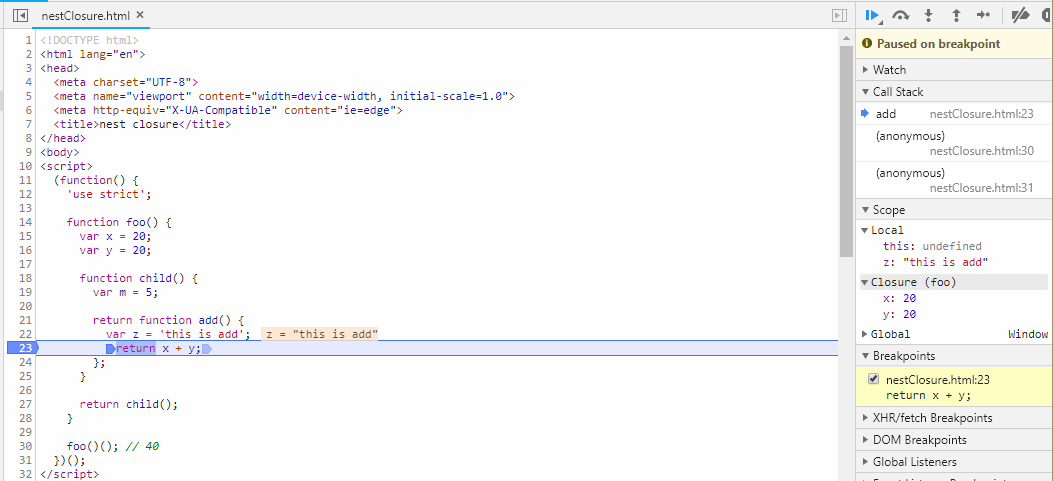 nestClosure.html ×
1 <!DOCTYPE html>
2 <html lang="en">
3 <head>
4 <meta charset="UTF-8">
5 <meta name="viewport" content="width=device-width, initial-scale=1.0">
6 <meta http-equiv="X-UA-Compatible" content="ie=edge">
7 <title>nest closure</title>
8 </head>
9 <body>
10 <script>
11 (function() {
12 'use strict';
13
14 function foo() {
15 var x = 20;
16 var y = 20;
17
18 function child() {
19 var m = 5;
20
21 return function add() {
22 var z = 'this is add'; z = "this is add"
23 return x + y;
24 };
25 }
26
27 return child();
28 }
29
30 foo()(); // 40
31 })();
32 </script>
Paused on breakpoint
Watch
Call Stack
add nestClosure.html:23
(anonymous)
nestClosure.html:30
(anonymous)
nestClosure.html:31
Scope
Local
this: undefined
z: "this is add"
Closure (foo)
x: 20
y: 20
Global Window
Breakpoints
nestClosure.html:23
return x + y;
XHR/fetch Breakpoints
DOM Breakpoints
Global Listeners